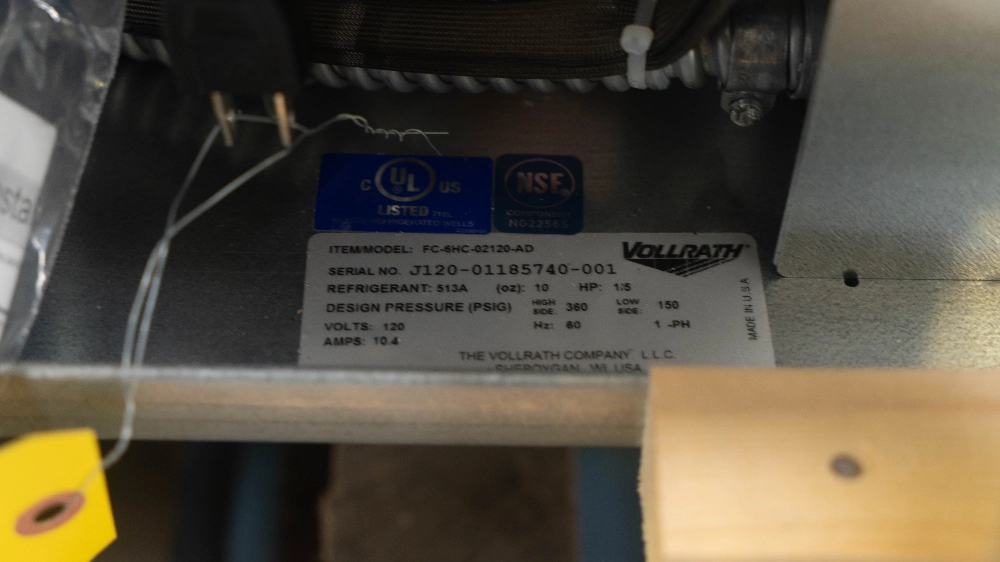 C UL US
LISTED
NSF
COMPONENT
ITEM/MODEL: FC-6HC-02120-AD
VOLLRATH
SERIAL NO. J120-01185740-001
REFRIGERANT: 513A (oz): 10 HP: 1/5
DESIGN PRESSURE (PSIG) HIGH SIDE: 360 LOW SIDE: 150
VOLTS: 120 Hz: 60 1 -PH
AMPS: 10.4
MADE IN U.S.A
THE VOLLRATH COMPANY L.L.C.
SHEBOYGAN, WI, USA